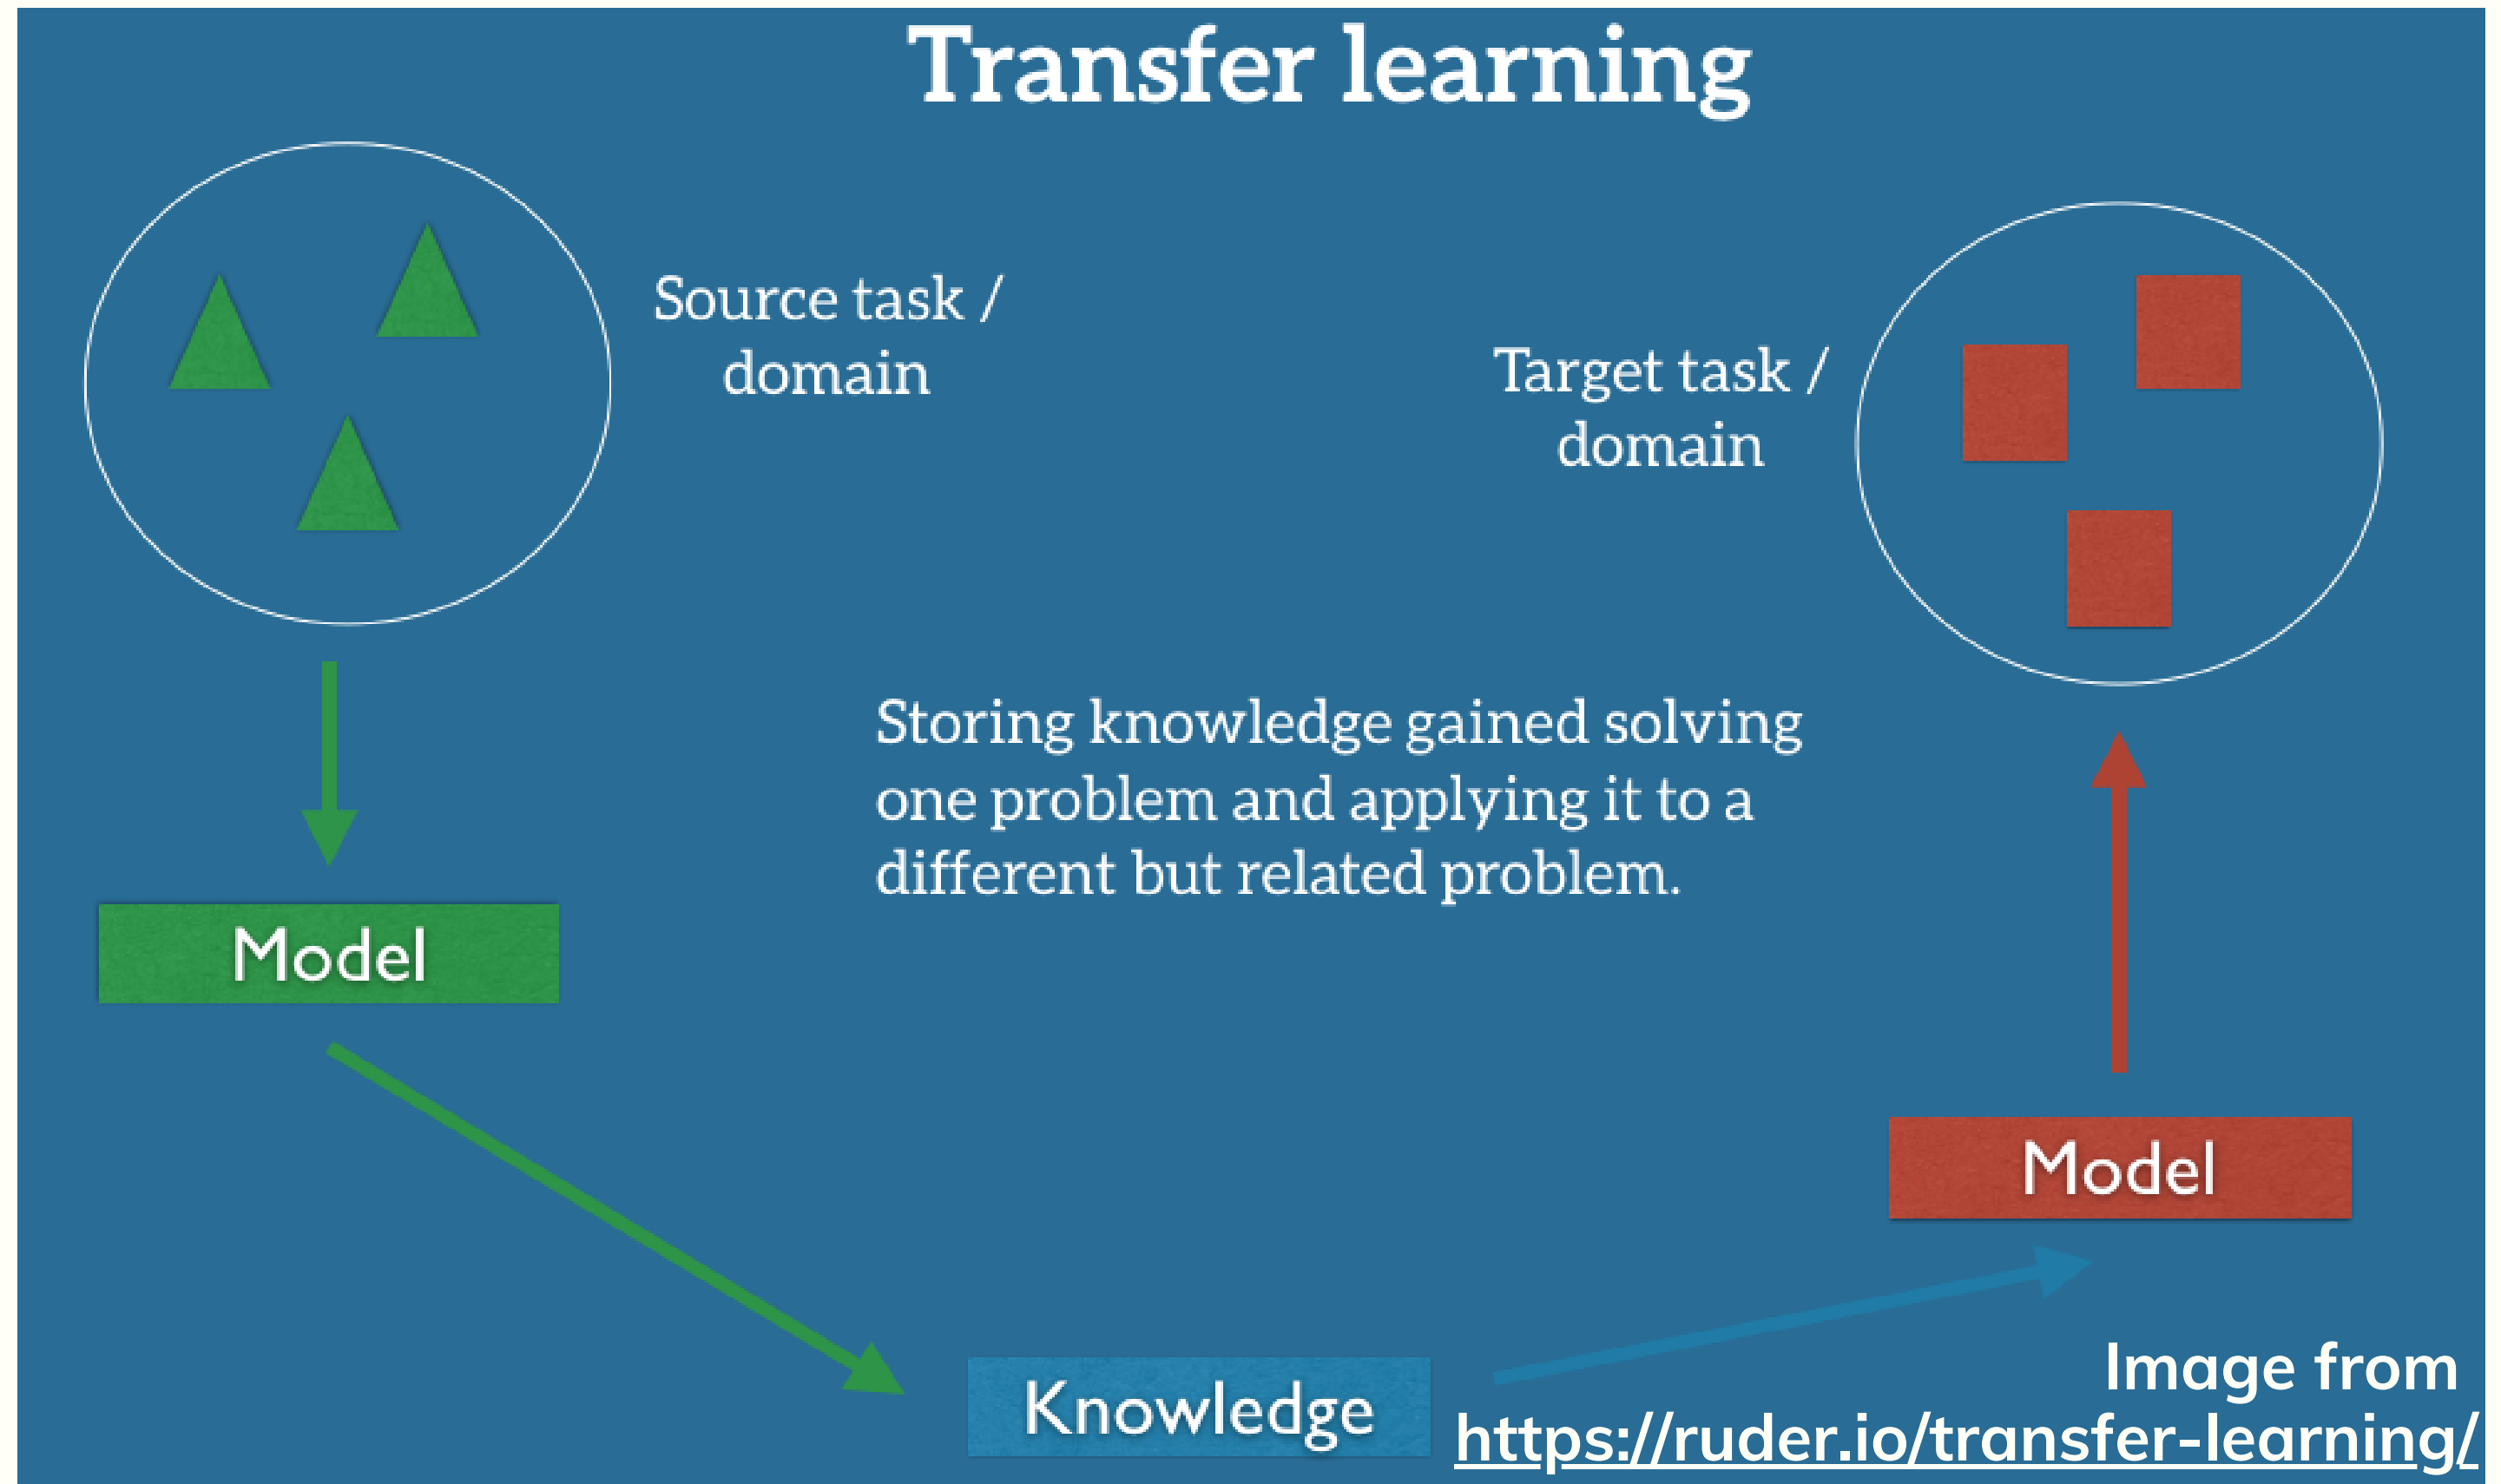 Transfer learning
Source task /
domain
Target task /
domain
Storing knowledge gained solving
one problem and applying it to a
different but related problem.
Model
Model
Knowledge
Image from
https://ruder.io/transfer-learning/